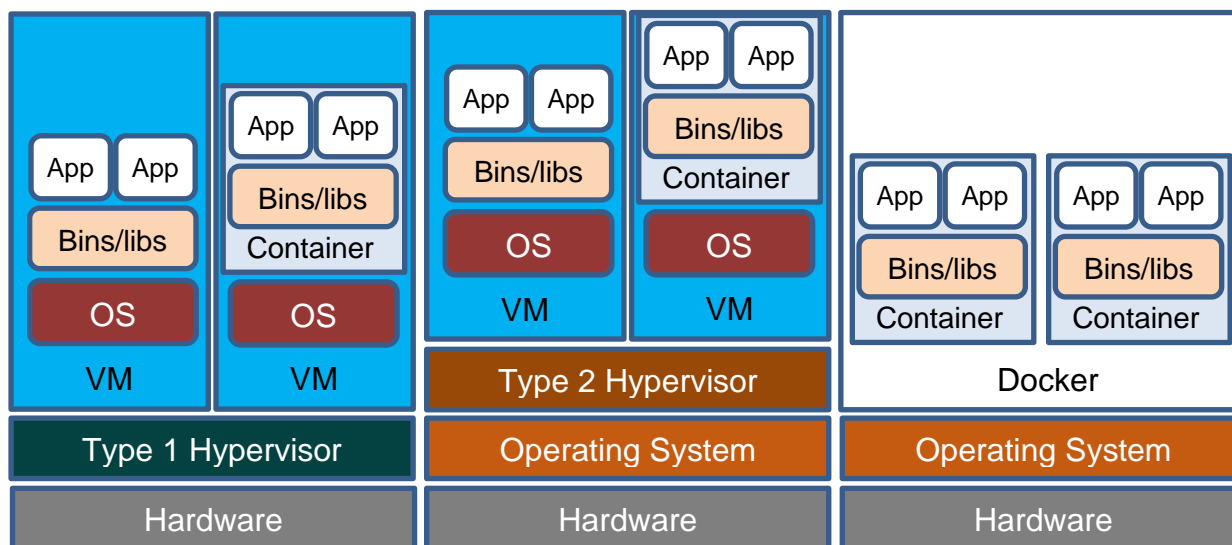 App App
Bins/libs
OS
VM
App App
Bins/libs
Container
OS
VM
Type 1 Hypervisor
Hardware
App App
Bins/libs
OS
VM
App App
Bins/libs
Container
OS
VM
Type 2 Hypervisor
Operating System
Hardware
App App
Bins/libs
Container
App App
Bins/libs
Container
Docker
Operating System
Hardware